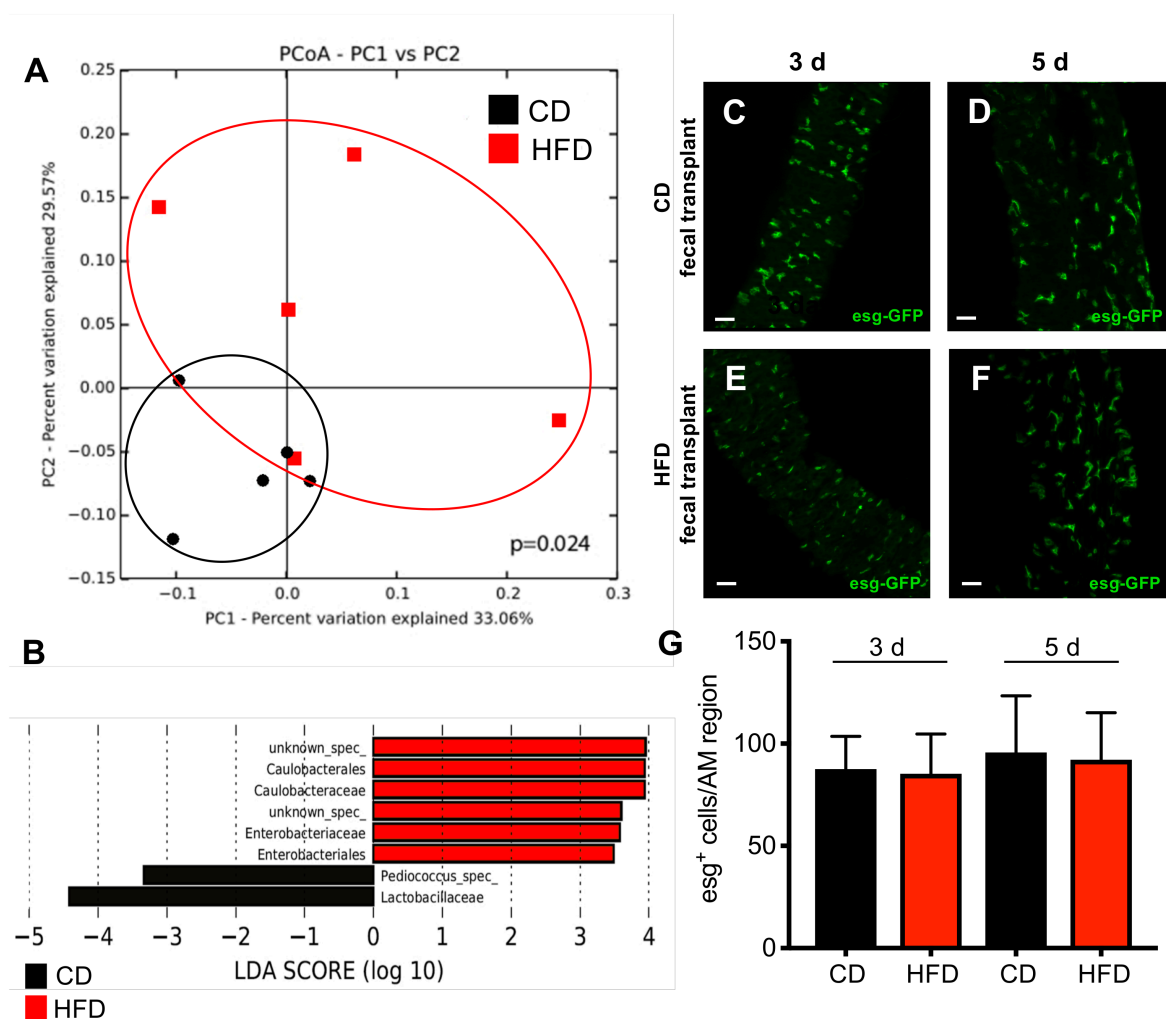 A
PCoA - PC1 vs PC2
0.25
0.20
0.15
0.10
0.05
0.00
−0.05
−0.10
−0.15
PC2 - Percent variation explained 29.57%
CD
HFD
p=0.024
−0.1
0.0
0.1
0.2
0.3
PC1 - Percent variation explained 33.06%
3 d
5 d
CD
fecal transplant
C
esg-GFP
D
esg-GFP
HFD
fecal transplant
E
esg-GFP
F
esg-GFP
B
unknown_spec_
Caulobacterales
Caulobacteraceae
unknown_spec_
Enterobacteriaceae
Enterobacteriales
Pediococcus_spec_
Lactobacillaceae
−5 −4 −3 −2 −1 0 1 2 3 4
LDA SCORE (log 10)
CD
HFD
G
150
100
50
0
esg+ cells/AM region
3 d
5 d
CD HFD CD HFD